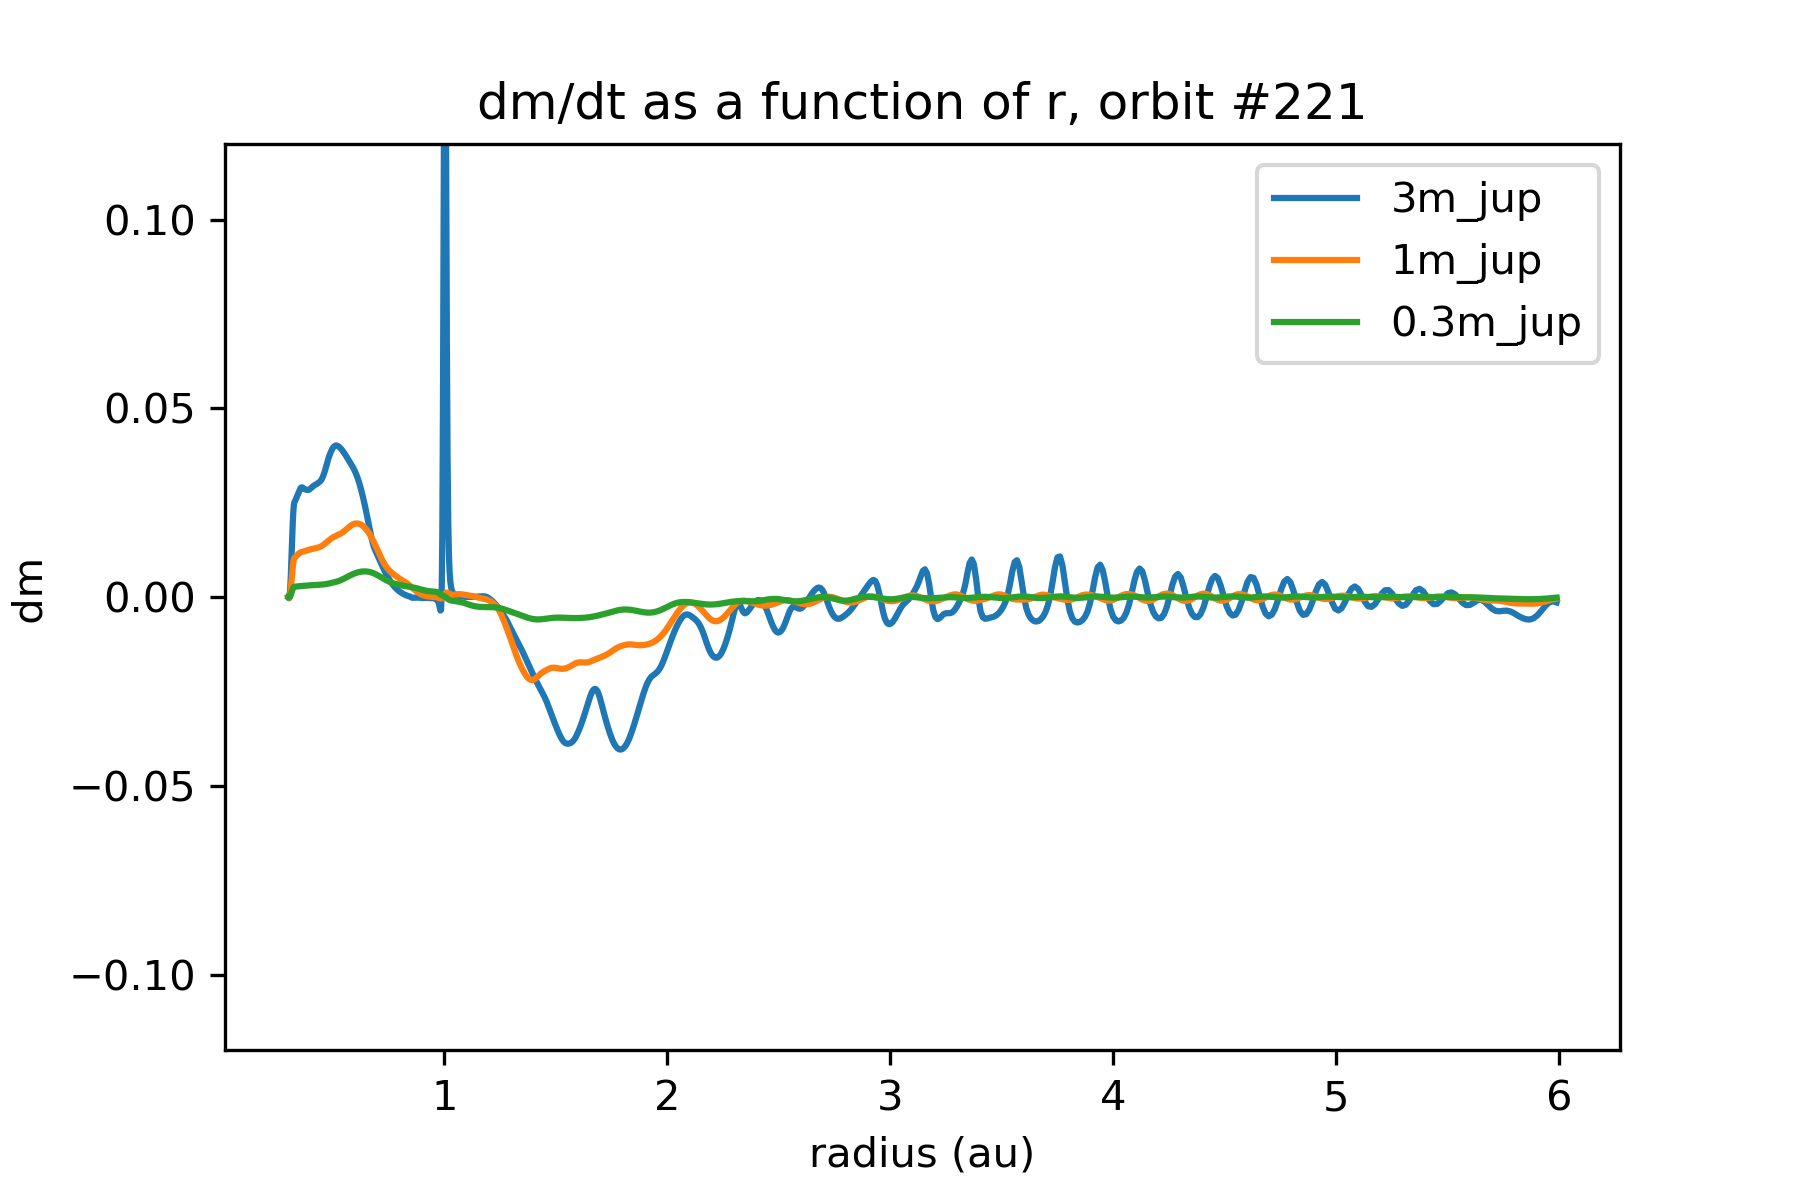 dm/dt as a function of r, orbit #221
3m_jup
1m_jup
0.3m_jup
dm
0.10
0.05
0.00
−0.05
−0.10
1 2 3 4 5 6
radius (au)